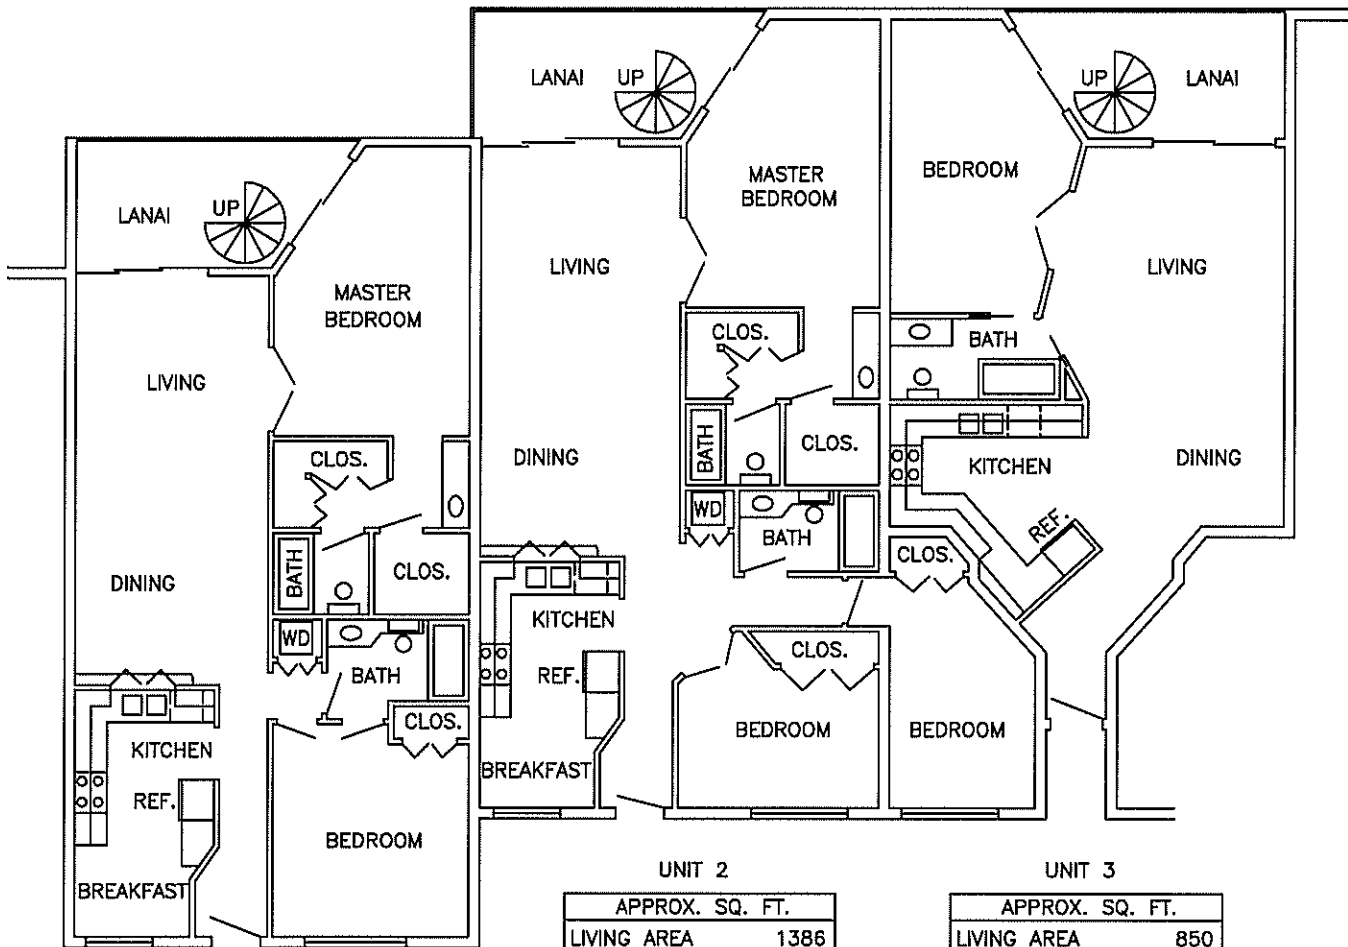 LANAI
UP
UP
LANAI
MASTER
BEDROOM
BEDROOM
LANAI
UP
LIVING
LIVING
MASTER
BEDROOM
CLOS.
BATH
LIVING
DINING
BATH
CLOS.
KITCHEN
DINING
CLOS.
WD
BATH
REF.
CLOS.
DINING
BATH
CLOS.
KITCHEN
WD
BATH
REF.
CLOS.
CLOS.
KITCHEN
BEDROOM
BEDROOM
BREAKFAST
REF.
BEDROOM
BREAKFAST
UNIT 2
APPROX. SQ. FT.
LIVING AREA 1386
UNIT 3
APPROX. SQ. FT.
LIVING AREA 850